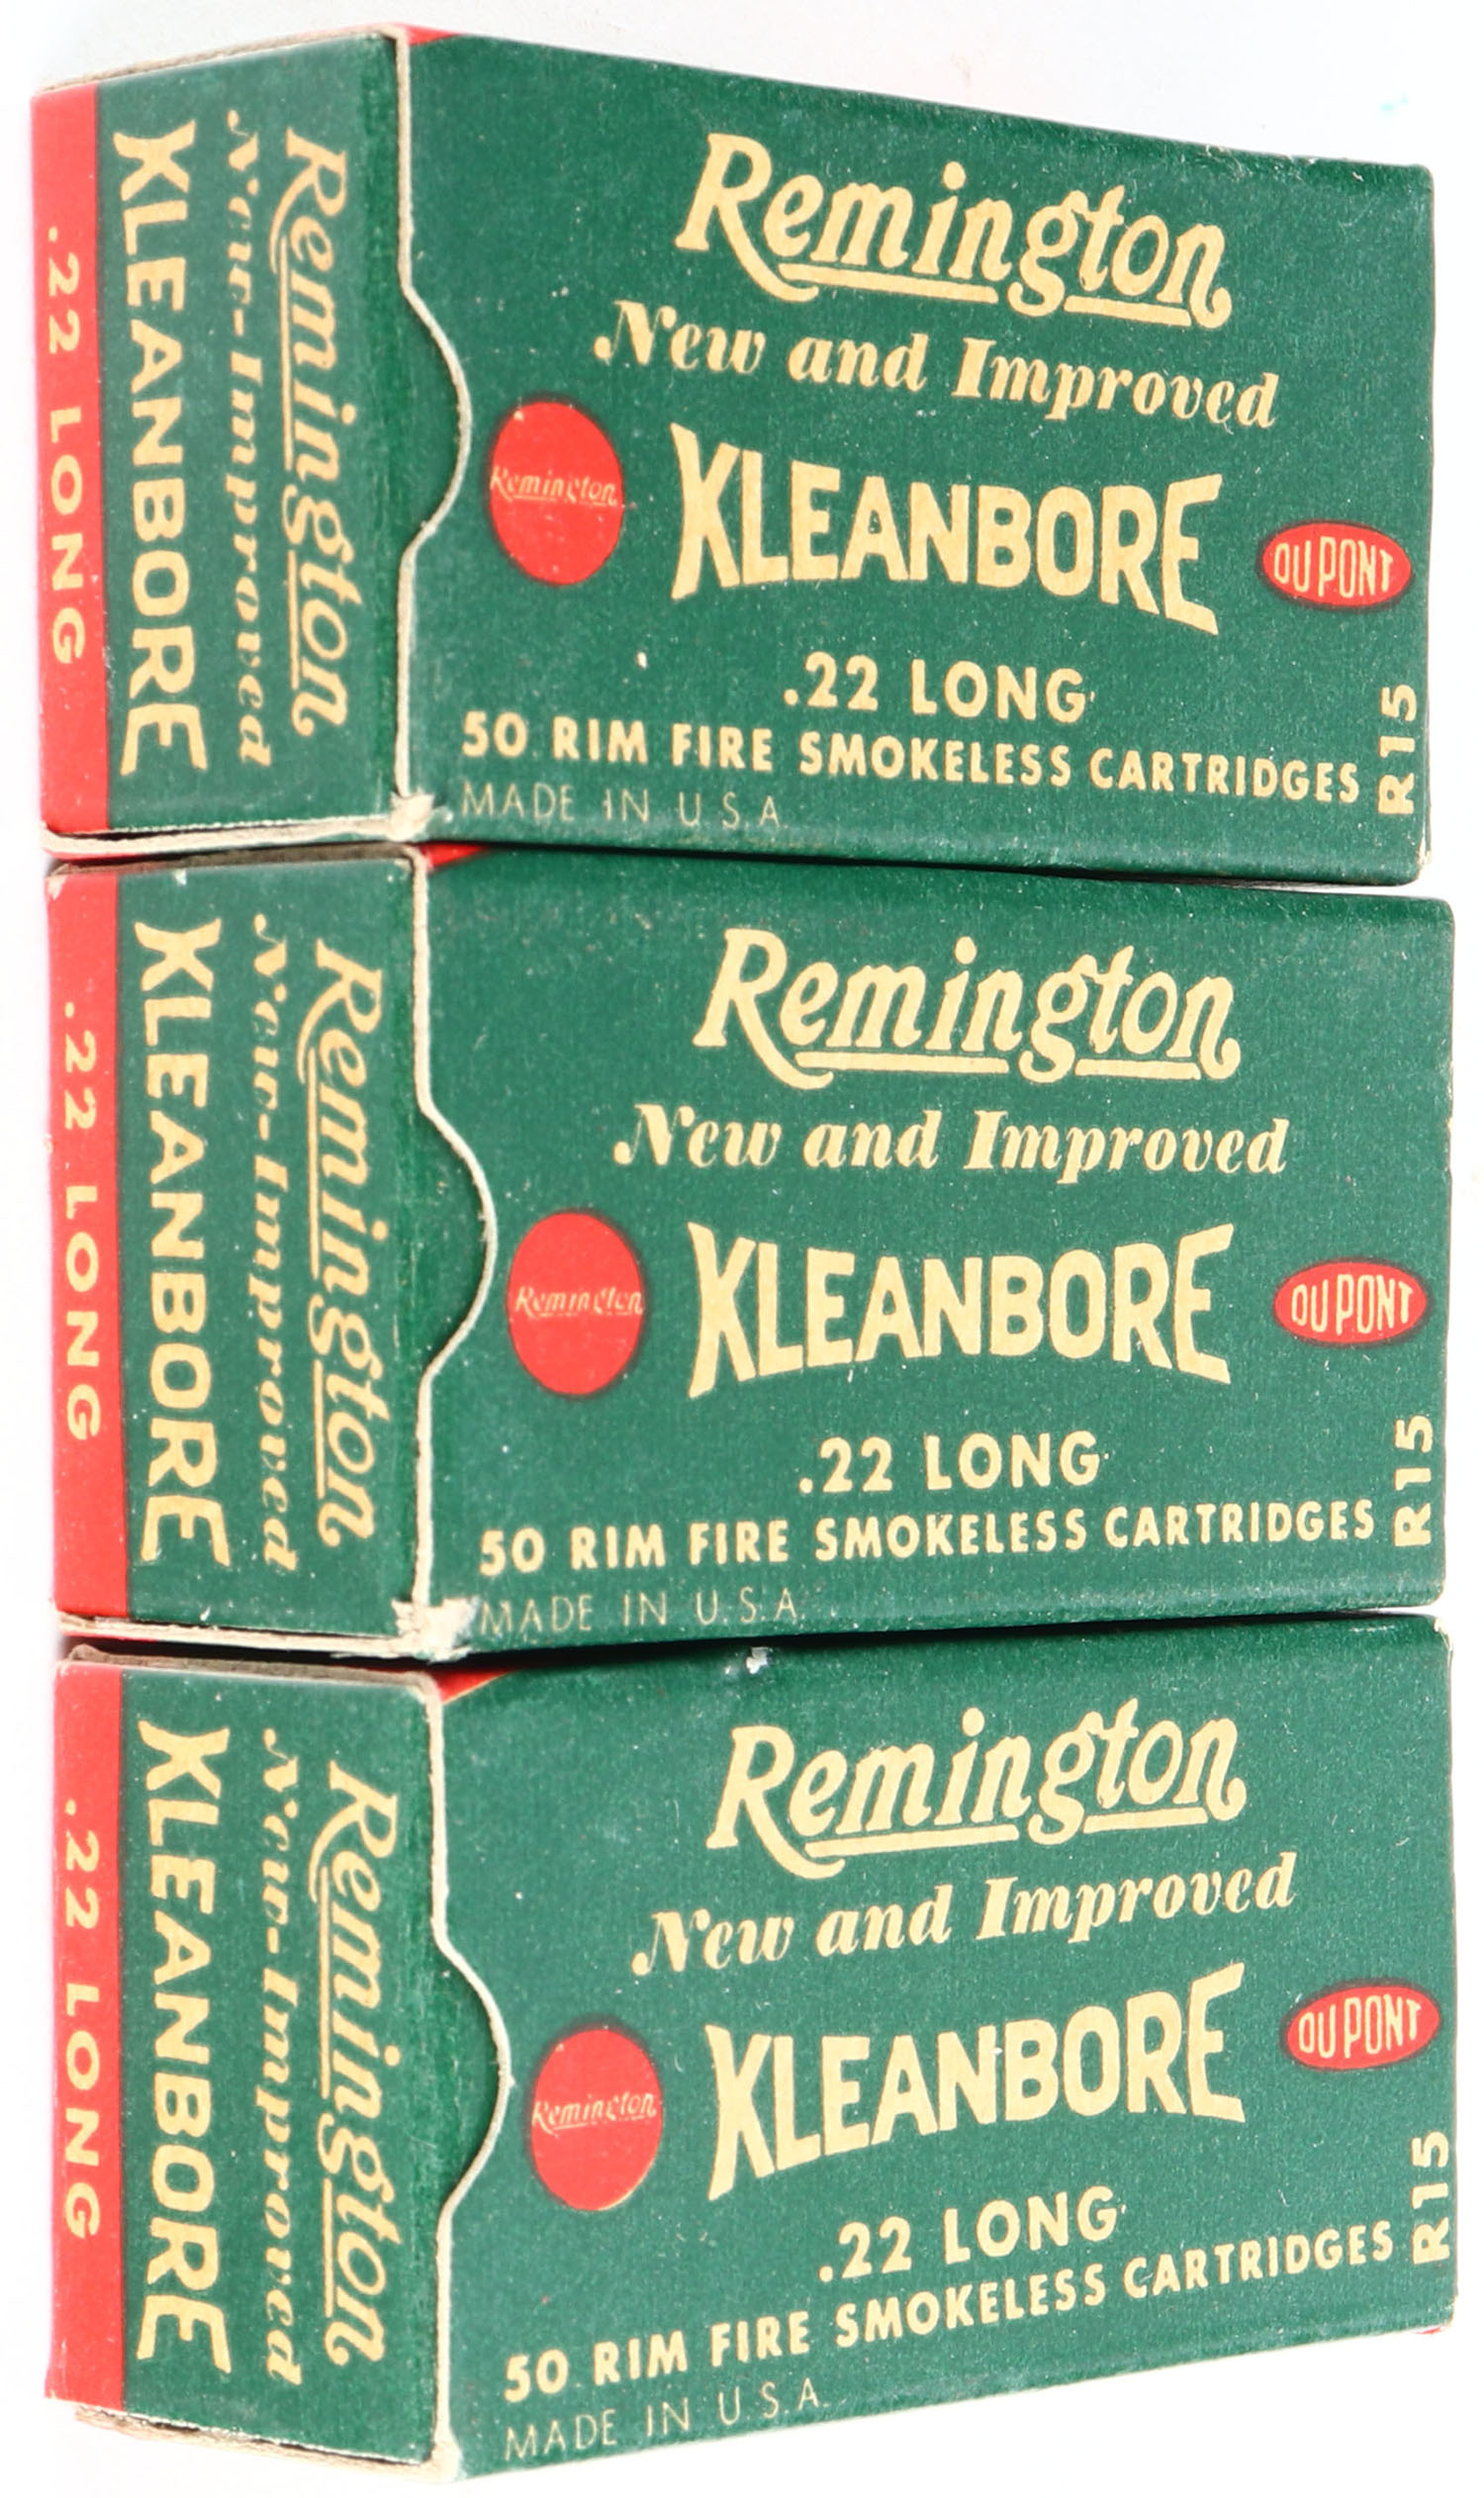 Remington
New-Improved
KLEANBORE
.22 LONG
Remington
New and Improved
Remington
KLEANBORE
DU PONT
.22 LONG
50 RIM FIRE SMOKELESS CARTRIDGES
R15
MADE IN U.S.A.
Remington
New-Improved
KLEANBORE
.22 LONG
Remington
New and Improved
Remington
KLEANBORE
DU PONT
.22 LONG
50 RIM FIRE SMOKELESS CARTRIDGES
R15
MADE IN U.S.A.
Remington
New-Improved
KLEANBORE
.22 LONG
Remington
New and Improved
Remington
KLEANBORE
DU PONT
.22 LONG
50 RIM FIRE SMOKELESS CARTRIDGES
R15
MADE IN U.S.A.